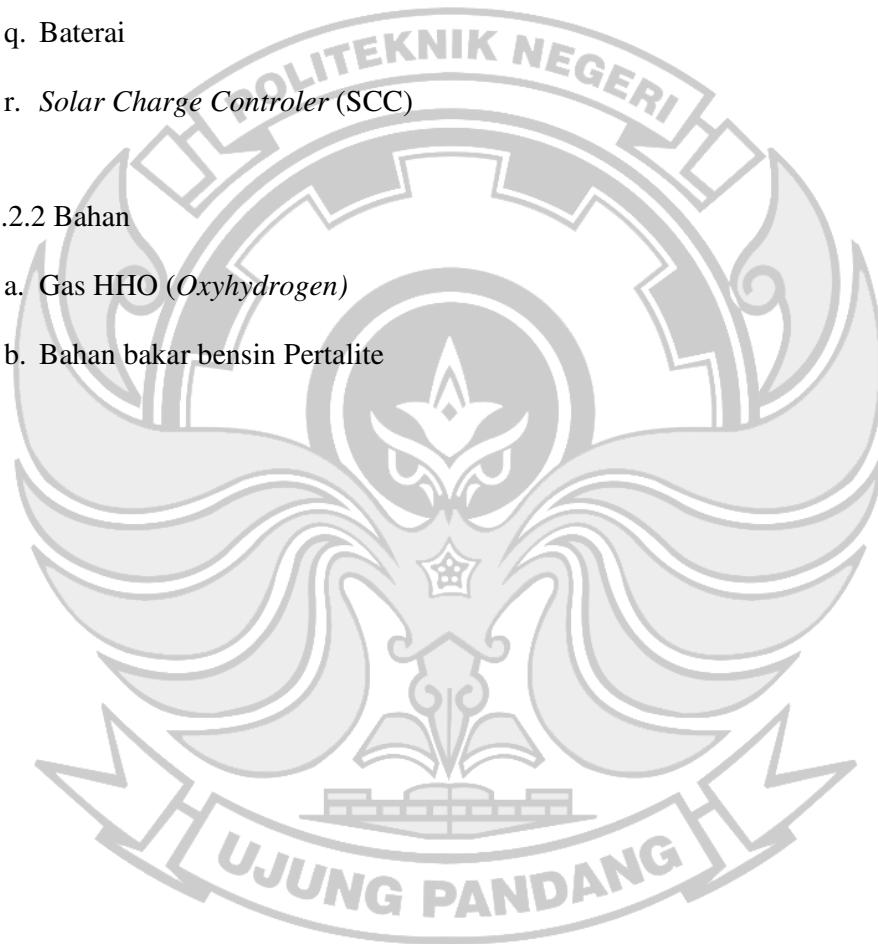 q. Baterai
r. Solar Charge Controler (SCC)
.2.2 Bahan
a. Gas HHO (Oxyhydrogen)
b. Bahan bakar bensin Pertalite
POLITEKNIK NEGERI
UJUNG PANDANG